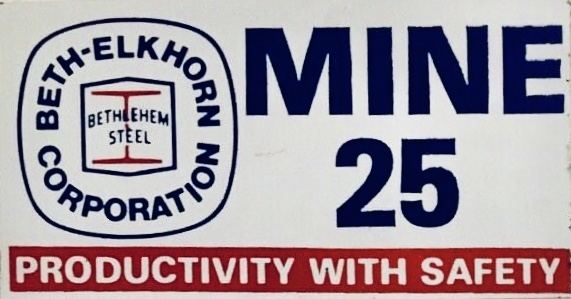 BETH-ELKHORN
CORPORATION
BETHLEHEM
STEEL
MINE
25
PRODUCTIVITY WITH SAFETY